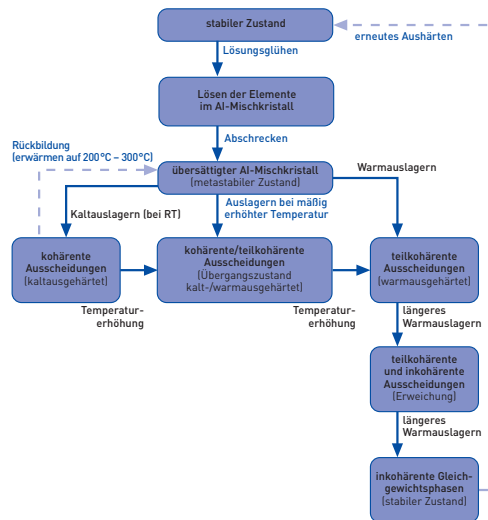 stabiler Zustand
erneutes Aushärten
Lösungsglühen
Lösen der Elemente
im Al-Mischkristall
Abschrecken
Rückbildung
(erwärmen auf 200°C – 300°C)
übersättigter Al-Mischkristall
(metastabiler Zustand)
Warmauslagern
Kaltauslagern (bei RT)
Auslagern bei mäßig
erhöhter Temperatur
kohärente
Ausscheidungen
(kaltausgehärtet)
kohärente/teilkohärente
Ausscheidungen
(Übergangszustand
kalt-/warmausgehärtet)
teilkohärente
Ausscheidungen
(warmausgehärtet)
Temperatur-
erhöhung
Temperatur-
erhöhung
längeres
Warmauslagern
teilkohärente
und inkohärente
Ausscheidungen
(Erweichung)
längeres
Warmauslagern
inkohärente Gleich-
gewichtsphasen
(stabiler Zustand)